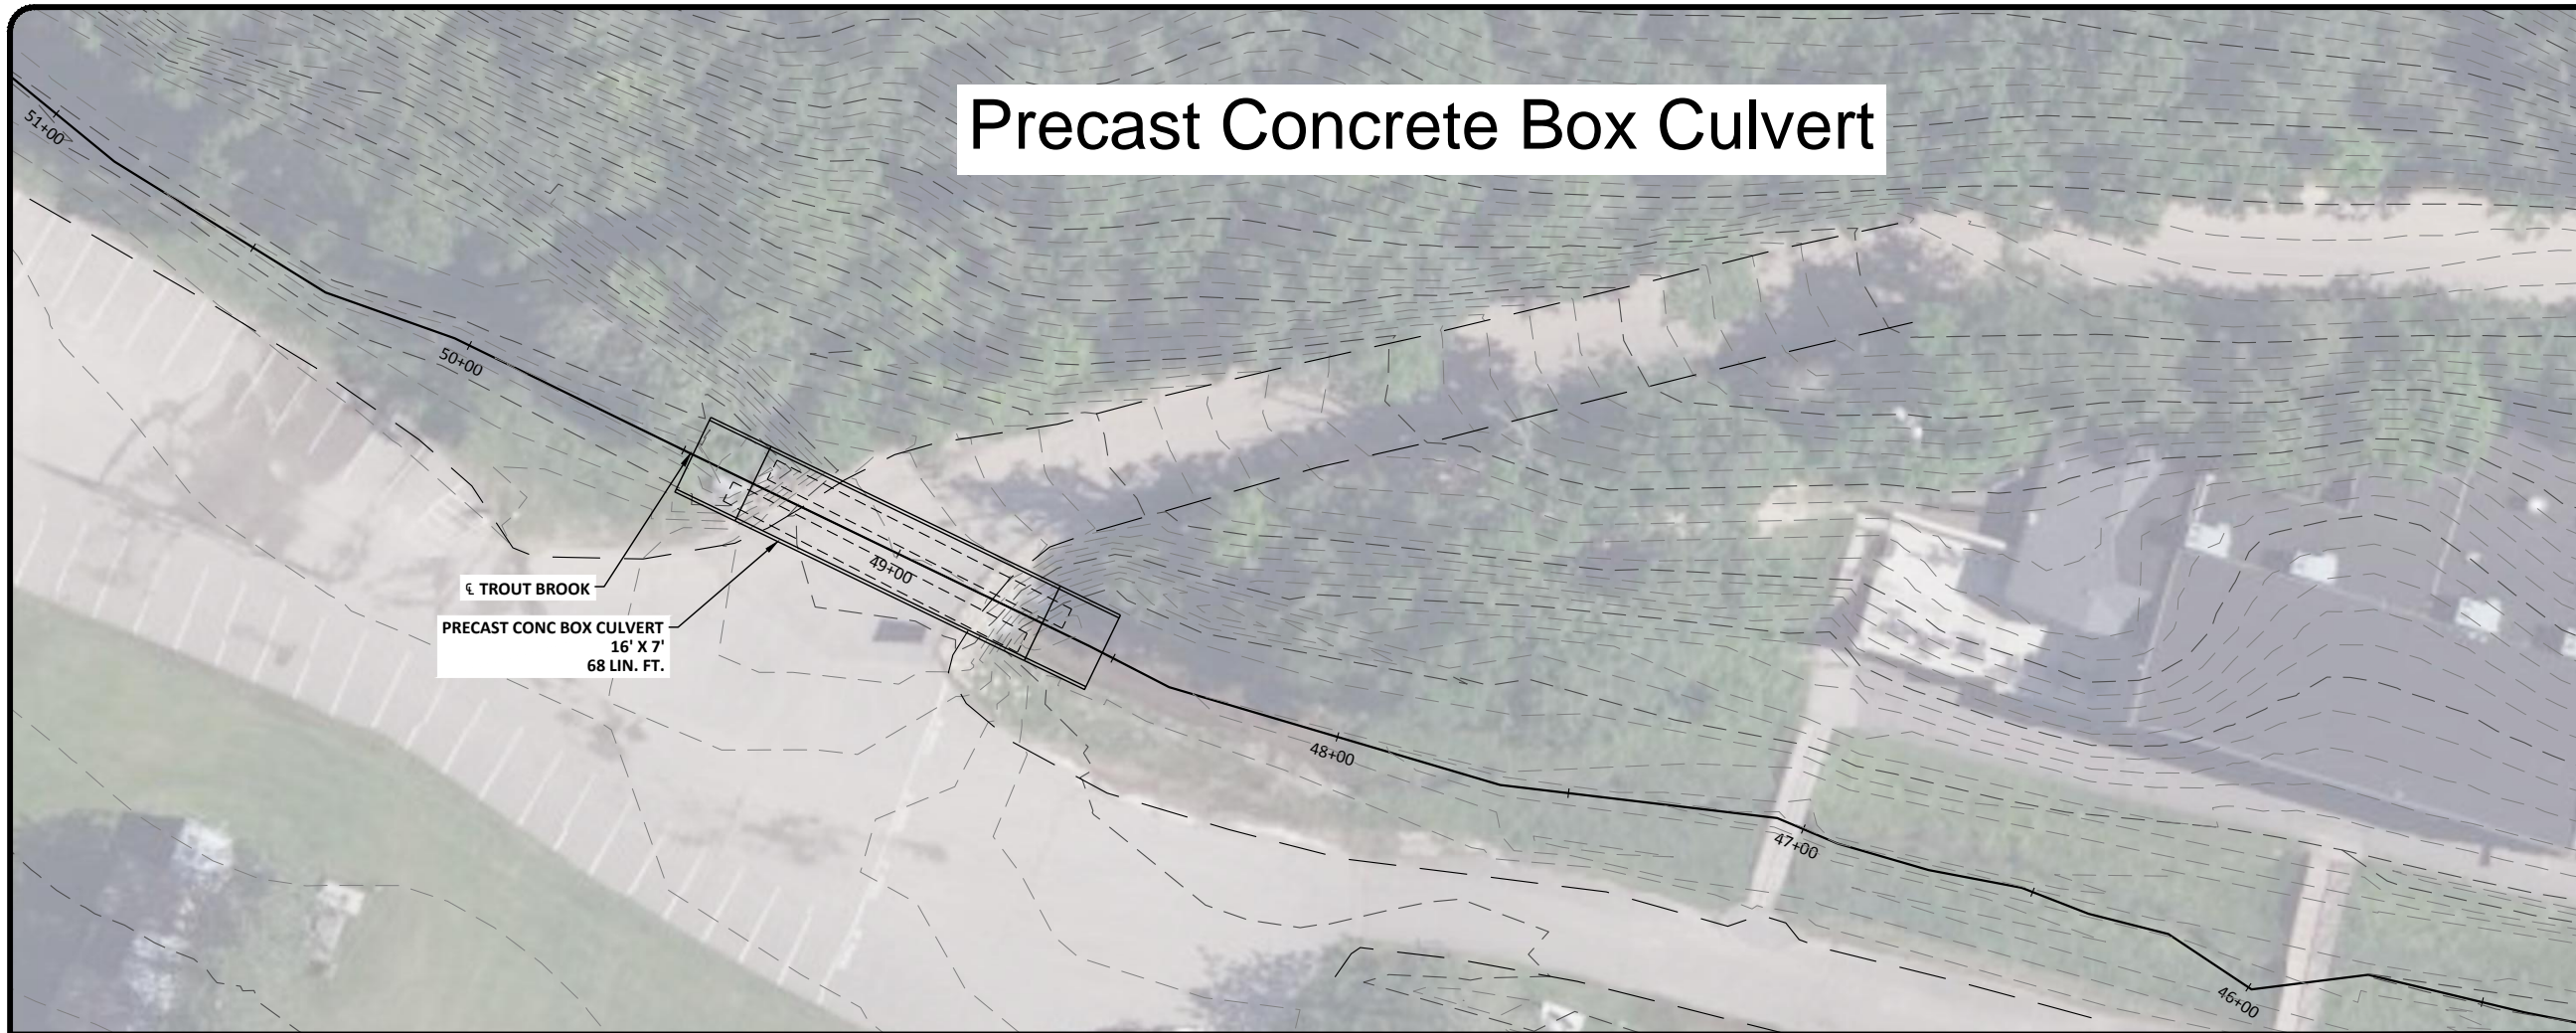 Precast Concrete Box Culvert
51+00
50+00
49+00
℄ TROUT BROOK
PRECAST CONC BOX CULVERT
16' X 7'
68 LIN. FT.
48+00
47+00
46+00